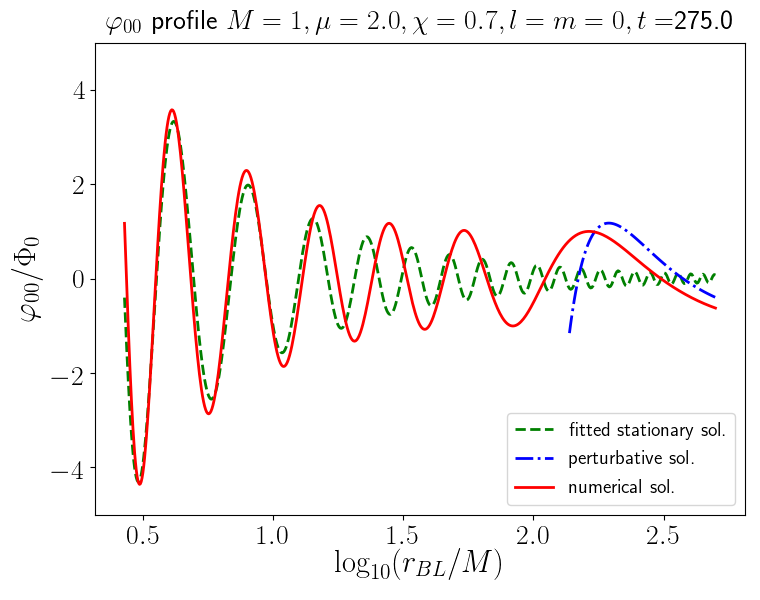 φ₀₀ profile M = 1, μ = 2.0, χ = 0.7, l = m = 0, t =275.0
φ₀₀/Φ₀
4
2
0
−2
−4
0.5 1.0 1.5 2.0 2.5
log₁₀(r_BL/M)
fitted stationary sol.
perturbative sol.
numerical sol.